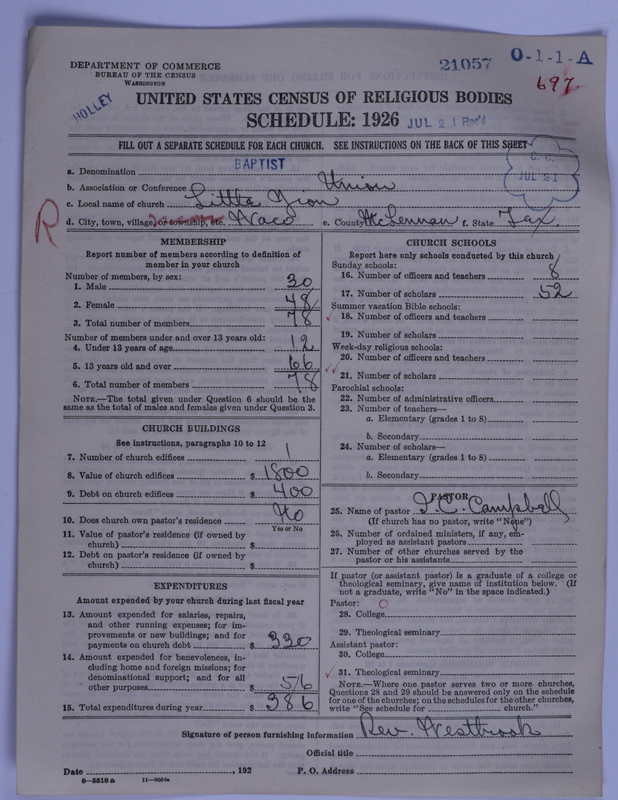 DEPARTMENT OF COMMERCE
BUREAU OF THE CENSUS
WASHINGTON
21057
O-1-1-A
697
HOLLEY
UNITED STATES CENSUS OF RELIGIOUS BODIES
SCHEDULE: 1926
JUL 21 Rec'd
FILL OUT A SEPARATE SCHEDULE FOR EACH CHURCH. SEE INSTRUCTIONS ON THE BACK OF THIS SHEET
JUL 21
a. Denomination BAPTIST
b. Association or Conference Union
c. Local name of church Little Zion
R
d. City, town, village, or township, etc. Waco e. County McLennan f. State Tax.
MEMBERSHIP
Report number of members according to definition of
member in your church
Number of members, by sex:
1. Male 30
2. Female 48
3. Total number of members 78
Number of members under and over 13 years old:
4. Under 13 years of age 12
5. 13 years old and over 66
6. Total number of members 78
NOTE.—The total given under Question 6 should be the
same as the total of males and females given under Question 3.
CHURCH BUILDINGS
See instructions, paragraphs 10 to 12
7. Number of church edifices 1
8. Value of church edifices $ 1800
9. Debt on church edifices $ 400
10. Does church own pastor's residence No
Yes or No
11. Value of pastor's residence (if owned by
church) $
12. Debt on pastor's residence (if owned by
church) $
EXPENDITURES
Amount expended by your church during last fiscal year
13. Amount expended for salaries, repairs,
and other running expenses; for im-
provements or new buildings; and for
payments on church debt $ 330
14. Amount expended for benevolences, in-
cluding home and foreign missions; for
denominational support; and for all
other purposes $ 56
15. Total expenditures during year $ 386
CHURCH SCHOOLS
Report here only schools conducted by this church
Sunday schools:
16. Number of officers and teachers 8
17. Number of scholars 52
Summer vacation Bible schools:
18. Number of officers and teachers
19. Number of scholars
Week-day religious schools:
20. Number of officers and teachers
21. Number of scholars
Parochial schools:
22. Number of administrative officers
23. Number of teachers—
a. Elementary (grades 1 to 8)
b. Secondary
24. Number of scholars—
a. Elementary (grades 1 to 8)
b. Secondary
PASTOR
25. Name of pastor I. C. Campbell
(If church has no pastor, write "None")
26. Number of ordained ministers, if any, em-
ployed as assistant pastors
27. Number of other churches served by the
pastor or his assistants
If pastor (or assistant pastor) is a graduate of a college or
theological seminary, give name of institution below. (If
not a graduate, write "No" in the space indicated.)
Pastor: O
28. College
29. Theological seminary
Assistant pastor:
30. College
31. Theological seminary
NOTE.—Where one pastor serves two or more churches,
Questions 28 and 29 should be answered only on the schedule
for one of the churches; on the schedules for the other churches,
write "See schedule for church."
Signature of person furnishing information Rev. Westbrook
Official title
Date , 192 P. O. Address
8—5518a 11—9554a